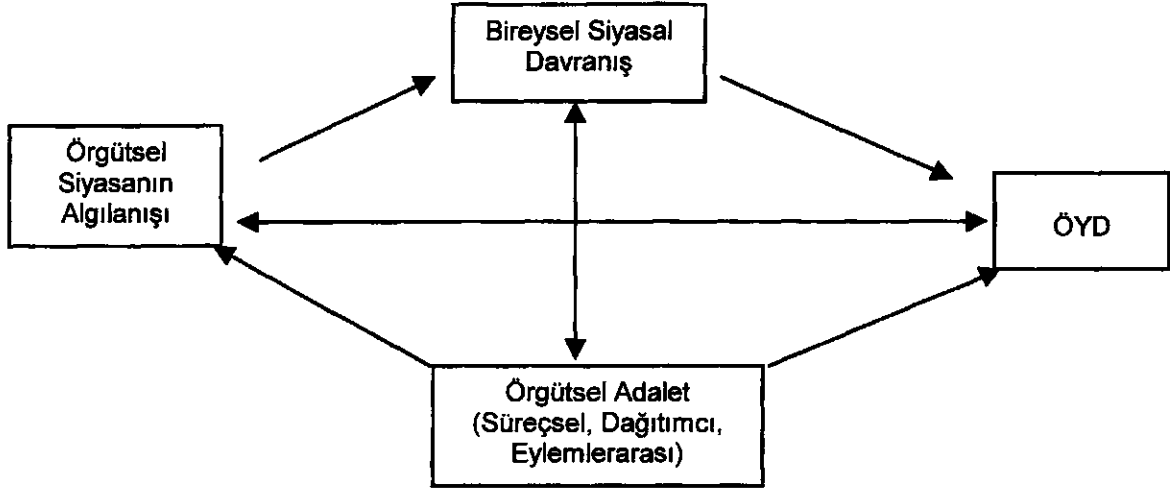 Bireysel Siyasal
Davranış
Örgütsel
Siyasanın
Algılanışı
ÖYD
Örgütsel Adalet
(Süreçsel, Dağıtımcı,
Eylemlerarası)